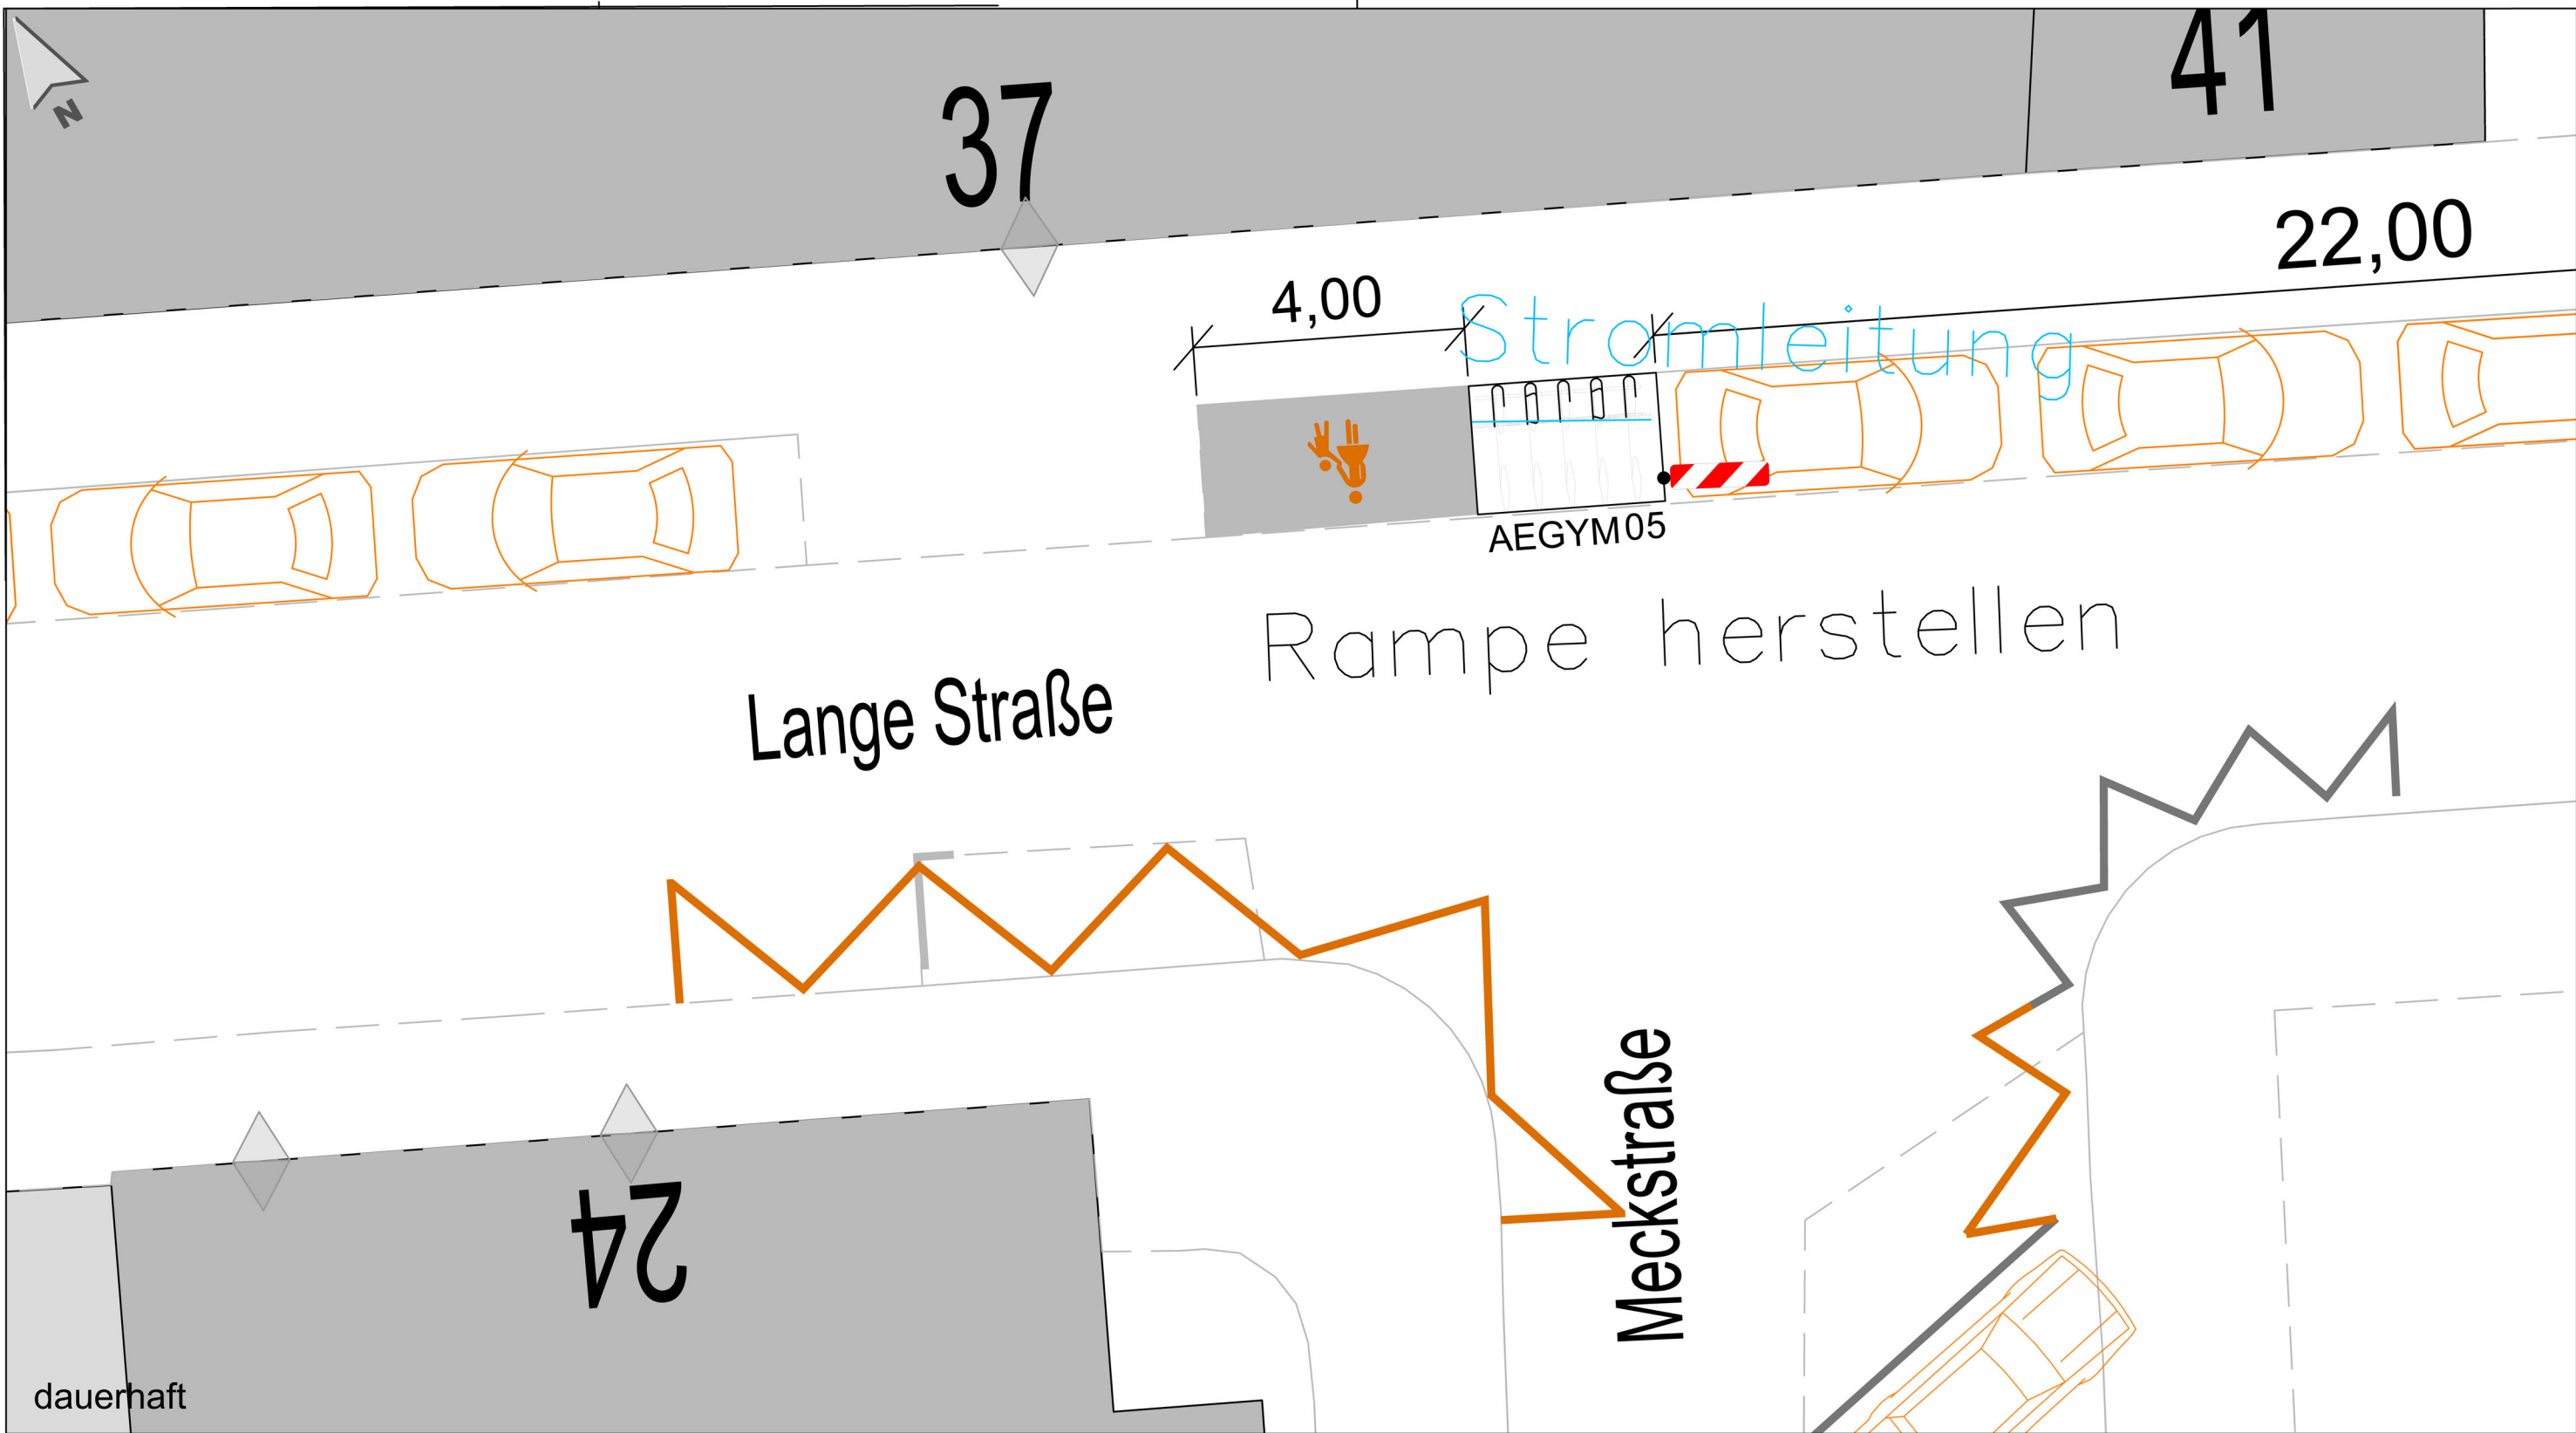 41
37
N
22,00
4,00
Stromleitung
AEGYM05
Rampe herstellen
Lange Straße
Meckstraße
24
dauerhaft